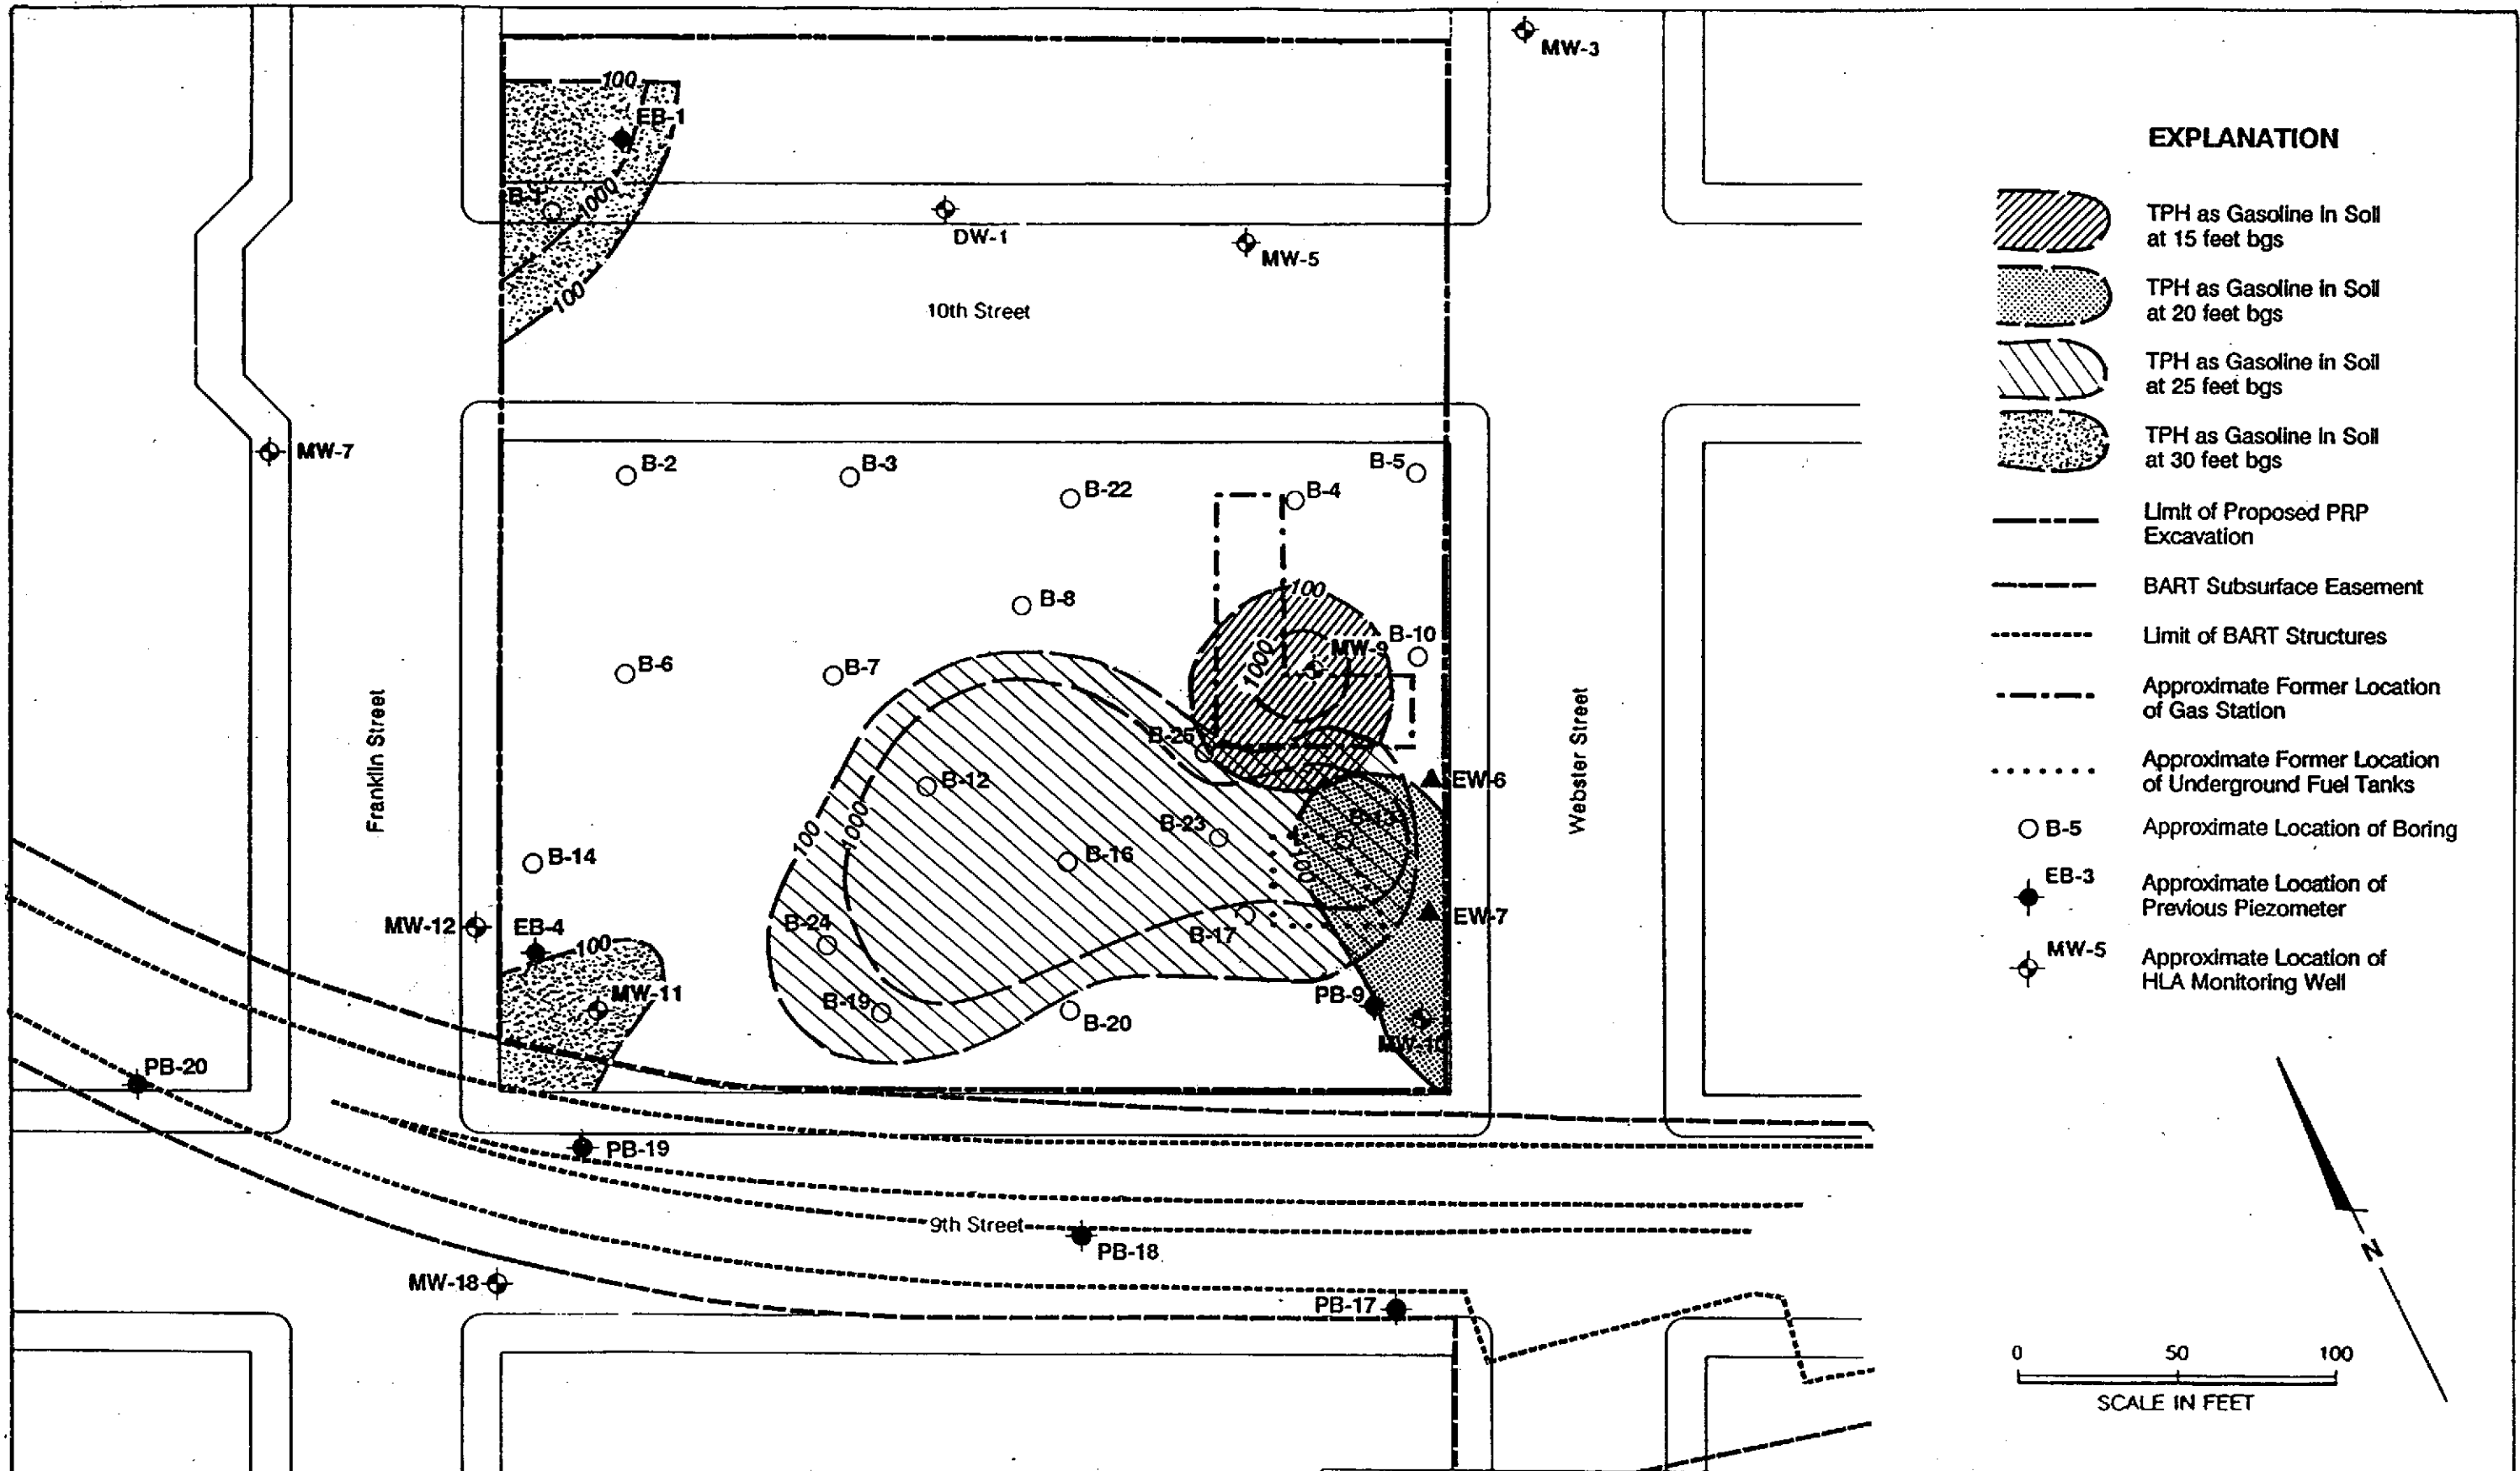 MW-3
100
EB-1
1000
B-1
100
DW-1
MW-5
10th Street
MW-7
B-2
B-3
B-22
B-4
B-5
B-8
100
B-10
MW-9
1000
B-6
B-7
B-25
Franklin Street
Webster Street
B-12
EW-6
100
1000
B-23
B-13
B-16
100
B-14
MW-12
EB-4
100
B-24
B-17
EW-7
MW-11
B-19
B-20
PB-9
MW-10
PB-20
PB-19
9th Street
PB-18
MW-18
PB-17
EXPLANATION
TPH as Gasoline in Soil
at 15 feet bgs
TPH as Gasoline in Soil
at 20 feet bgs
TPH as Gasoline in Soil
at 25 feet bgs
TPH as Gasoline in Soil
at 30 feet bgs
Limit of Proposed PRP
Excavation
BART Subsurface Easement
Limit of BART Structures
Approximate Former Location
of Gas Station
Approximate Former Location
of Underground Fuel Tanks
B-5 Approximate Location of Boring
EB-3 Approximate Location of
Previous Piezometer
MW-5 Approximate Location of
HLA Monitoring Well
N
0 50 100
SCALE IN FEET